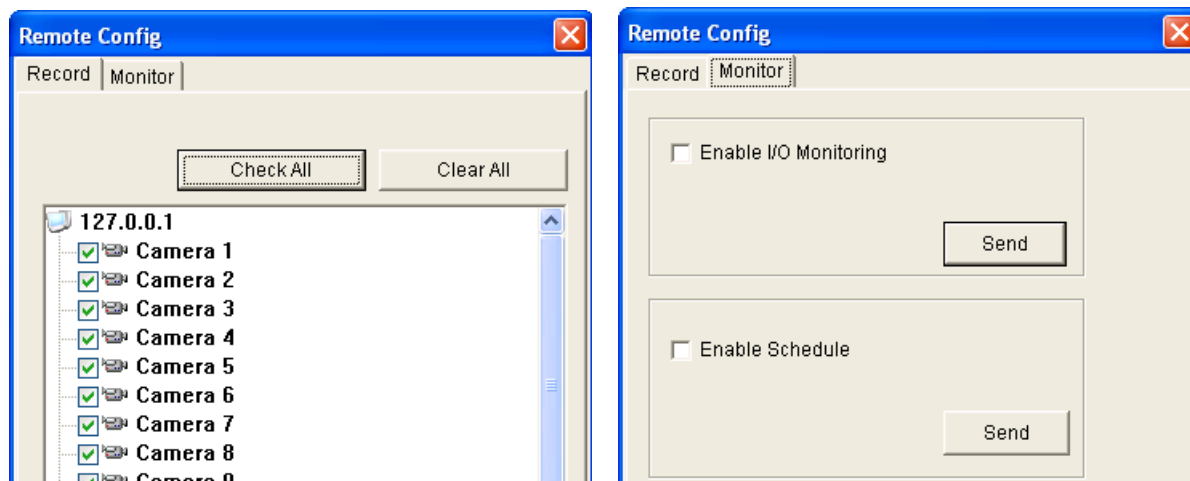 Remote Config
Record Monitor
Check All Clear All
127.0.0.1
Camera 1
Camera 2
Camera 3
Camera 4
Camera 5
Camera 6
Camera 7
Camera 8
Camera 9
Remote Config
Record Monitor
Enable I/O Monitoring
Send
Enable Schedule
Send